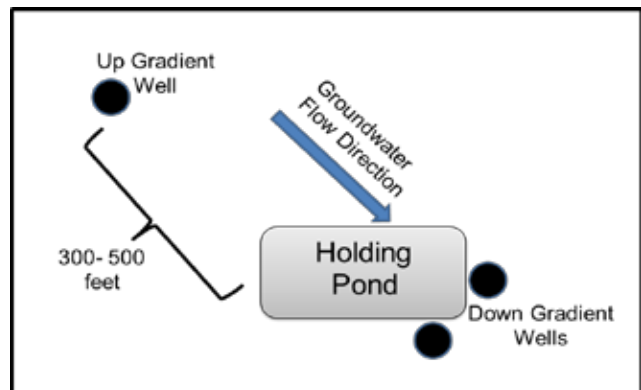 Up Gradient
Well
Groundwater
Flow Direction
300- 500
feet
Holding
Pond
Down Gradient
Wells